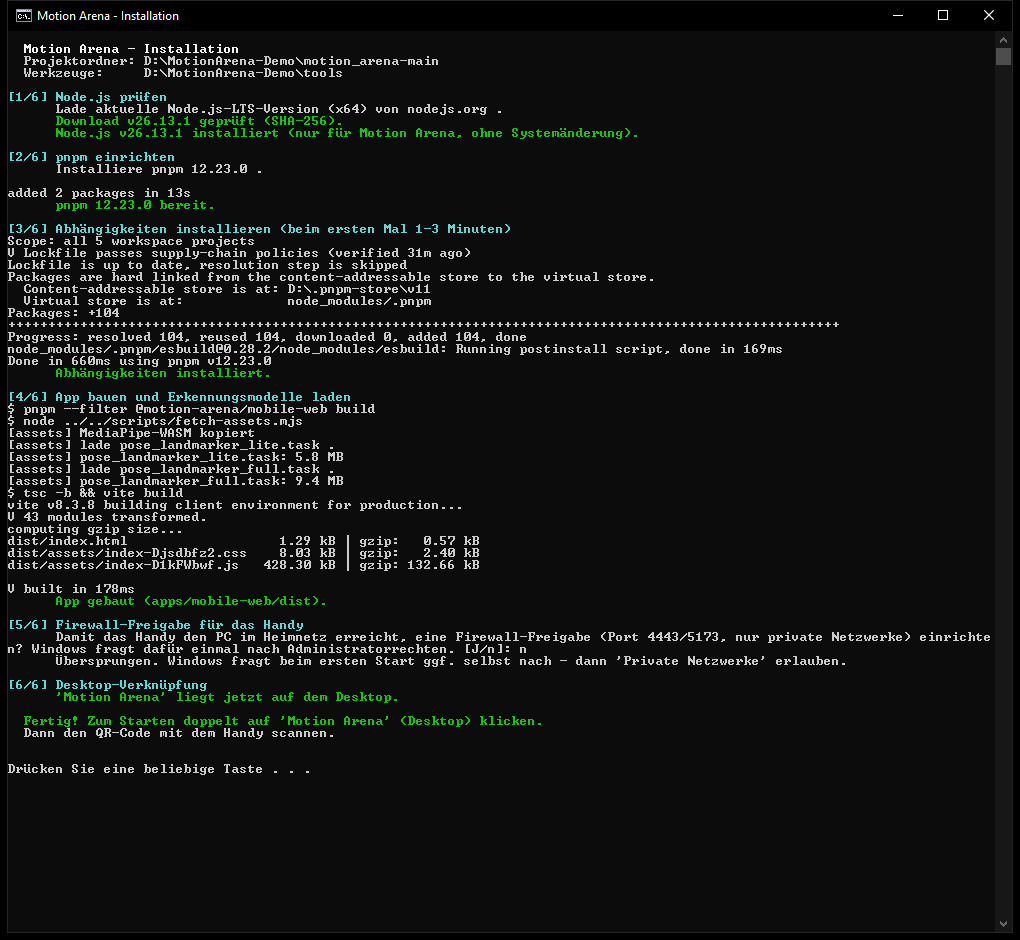 Motion Arena - Installation
Motion Arena - Installation
Projektordner: D:\MotionArena-Demo\motion_arena-main
Werkzeuge:     D:\MotionArena-Demo\tools
[1/6] Node.js prüfen
Lade aktuelle Node.js-LTS-Version (x64) von nodejs.org .
Download v26.13.1 geprüft (SHA-256).
Node.js v26.13.1 installiert (nur für Motion Arena, ohne Systemänderung).
[2/6] pnpm einrichten
Installiere pnpm 12.23.0 .
added 2 packages in 13s
pnpm 12.23.0 bereit.
[3/6] Abhängigkeiten installieren (beim ersten Mal 1-3 Minuten)
Scope: all 5 workspace projects
V Lockfile passes supply-chain policies (verified 31m ago)
Lockfile is up to date, resolution step is skipped
Packages are hard linked from the content-addressable store to the virtual store.
Content-addressable store is at: D:\.pnpm-store\v11
Virtual store is at:             node_modules/.pnpm
Packages: +104
++++++++++++++++++++++++++++++++++++++++++++++++++++++++++++++++++++++++++++++++++++++++++++++++++++++++
Progress: resolved 104, reused 104, downloaded 0, added 104, done
node_modules/.pnpm/esbuild@0.28.2/node_modules/esbuild: Running postinstall script, done in 169ms
Done in 660ms using pnpm v12.23.0
Abhängigkeiten installiert.
[4/6] App bauen und Erkennungsmodelle laden
$ pnpm --filter @motion-arena/mobile-web build
$ node ../../scripts/fetch-assets.mjs
[assets] MediaPipe-WASM kopiert
[assets] lade pose_landmarker_lite.task .
[assets] pose_landmarker_lite.task: 5.8 MB
[assets] lade pose_landmarker_full.task .
[assets] pose_landmarker_full.task: 9.4 MB
$ tsc -b && vite build
vite v8.3.8 building client environment for production...
V 43 modules transformed.
computing gzip size...
dist/index.html                   1.29 kB | gzip:   0.57 kB
dist/assets/index-Djsdbfz2.css    8.03 kB | gzip:   2.40 kB
dist/assets/index-D1kFWbwf.js   428.30 kB | gzip: 132.66 kB
V built in 178ms
App gebaut (apps/mobile-web/dist).
[5/6] Firewall-Freigabe für das Handy
Damit das Handy den PC im Heimnetz erreicht, eine Firewall-Freigabe (Port 4443/5173, nur private Netzwerke) einrichte
n? Windows fragt dafür einmal nach Administratorrechten. [J/n]: n
Übersprungen. Windows fragt beim ersten Start ggf. selbst nach - dann 'Private Netzwerke' erlauben.
[6/6] Desktop-Verknüpfung
'Motion Arena' liegt jetzt auf dem Desktop.
Fertig! Zum Starten doppelt auf 'Motion Arena' (Desktop) klicken.
Dann den QR-Code mit dem Handy scannen.
Drücken Sie eine beliebige Taste . . .